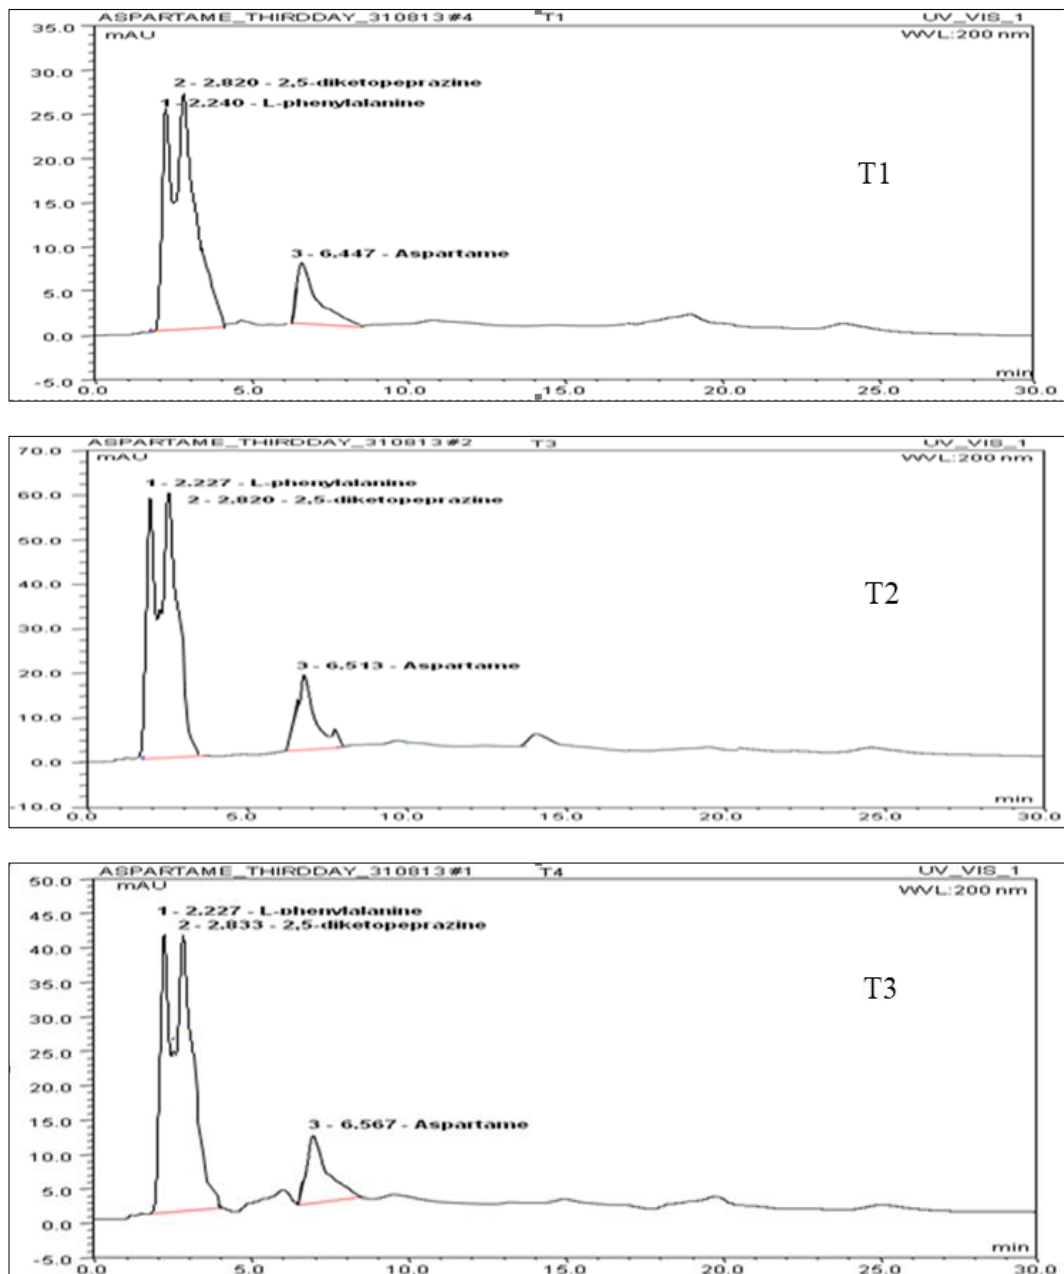 ASPARTAME_THIRDDAY_310813 #4 T1 UV_VIS_1
35.0 mAU WVL:200 nm
30.0
2 - 2.820 - 2,5-diketopeprazine
1 - 2.240 - L-phenylalanine
25.0
20.0
T1
15.0
10.0
3 - 6.447 - Aspartame
5.0
0.0
min
-5.0
0.0 5.0 10.0 15.0 20.0 25.0 30.0
ASPARTAME_THIRDDAY_310813 #2 T3 UV_VIS_1
70.0 mAU WVL:200 nm
1 - 2.227 - L-phenylalanine
60.0
2 - 2.820 - 2,5-diketopeprazine
50.0
40.0
T2
30.0
3 - 6.513 - Aspartame
20.0
10.0
0.0
min
-10.0
0.0 5.0 10.0 15.0 20.0 25.0 30.0
ASPARTAME_THIRDDAY_310813 #1 T4 UV_VIS_1
50.0 mAU WVL:200 nm
1 - 2.227 - L-phenylalanine
45.0
2 - 2.833 - 2,5-diketopeprazine
40.0
35.0
T3
30.0
25.0
20.0
15.0
3 - 6.567 - Aspartame
10.0
5.0
0.0
min
-5.0
0.0 5.0 10.0 15.0 20.0 25.0 30.0